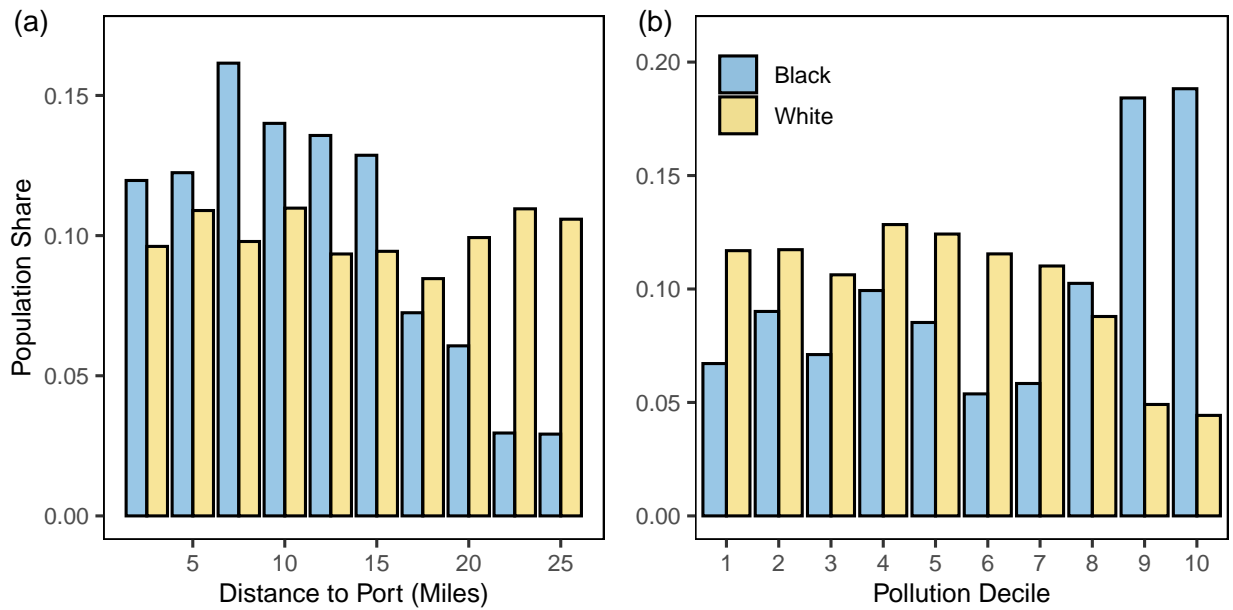 (a)
Population Share
0.15
0.10
0.05
0.00
5 10 15 20 25
Distance to Port (Miles)
(b)
Black
White
0.20
0.15
0.10
0.05
0.00
1 2 3 4 5 6 7 8 9 10
Pollution Decile